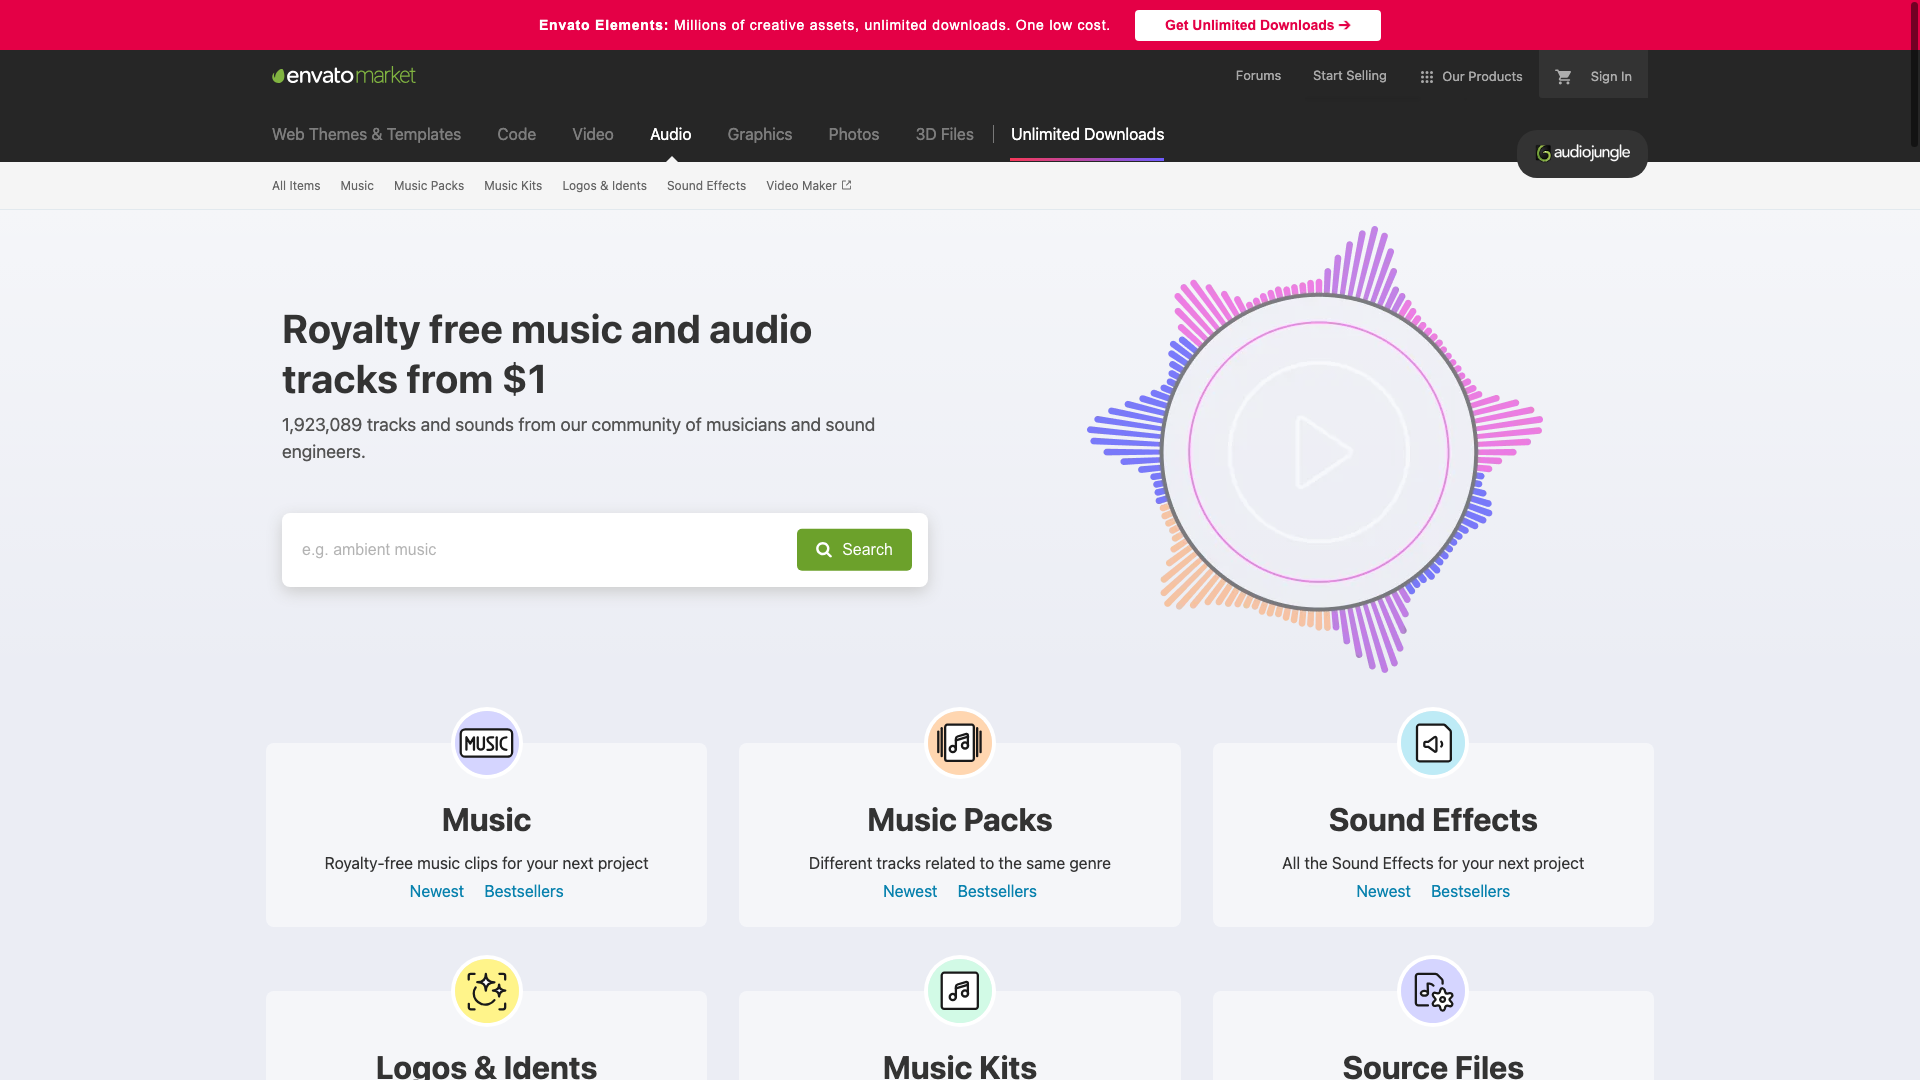 Envato Elements: Millions of creative assets, unlimited downloads. One low cost.
Get Unlimited Downloads →
envatomarket
Forums
Start Selling
Our Products
Sign In
Web Themes & Templates
Code
Video
Audio
Graphics
Photos
3D Files
Unlimited Downloads
audiojungle
All Items
Music
Music Packs
Music Kits
Logos & Idents
Sound Effects
Video Maker
Royalty free music and audio
tracks from $1
1,923,089 tracks and sounds from our community of musicians and sound
engineers.
e.g. ambient music
Search
MUSIC
Music
Royalty-free music clips for your next project
Newest Bestsellers
Music Packs
Different tracks related to the same genre
Newest Bestsellers
Sound Effects
All the Sound Effects for your next project
Newest Bestsellers
Logos & Idents
Music Kits
Source Files